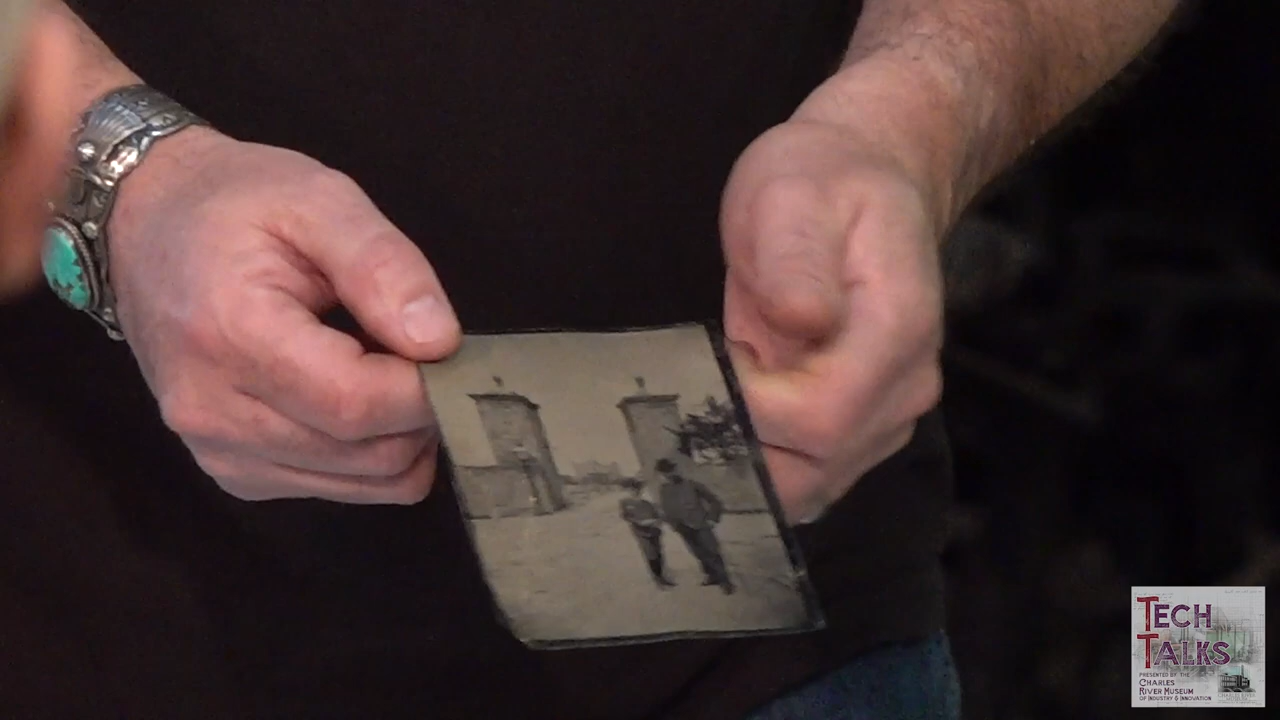 TECH
TALKS
PRESENTED BY THE
CHARLES
RIVER MUSEUM
OF INDUSTRY & INNOVATION